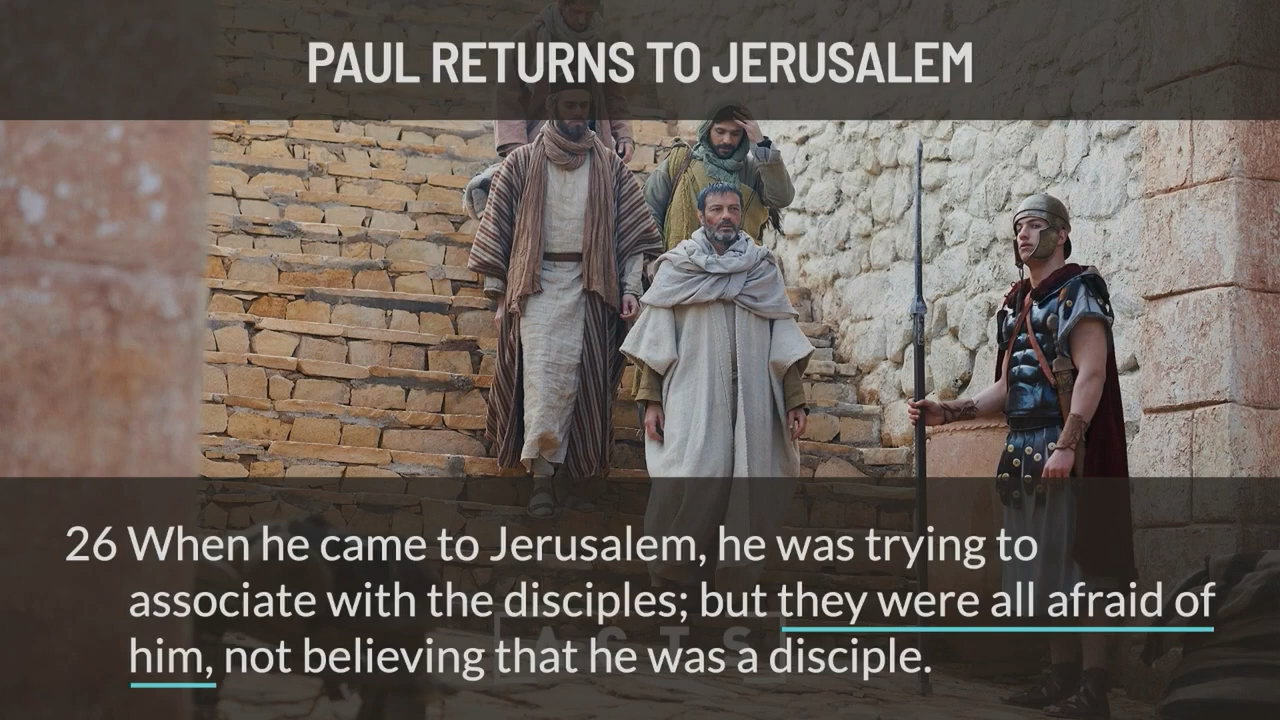 PAUL RETURNS TO JERUSALEM
26 When he came to Jerusalem, he was trying to
associate with the disciples; but they were all afraid of
him, not believing that he was a disciple.
ACTS